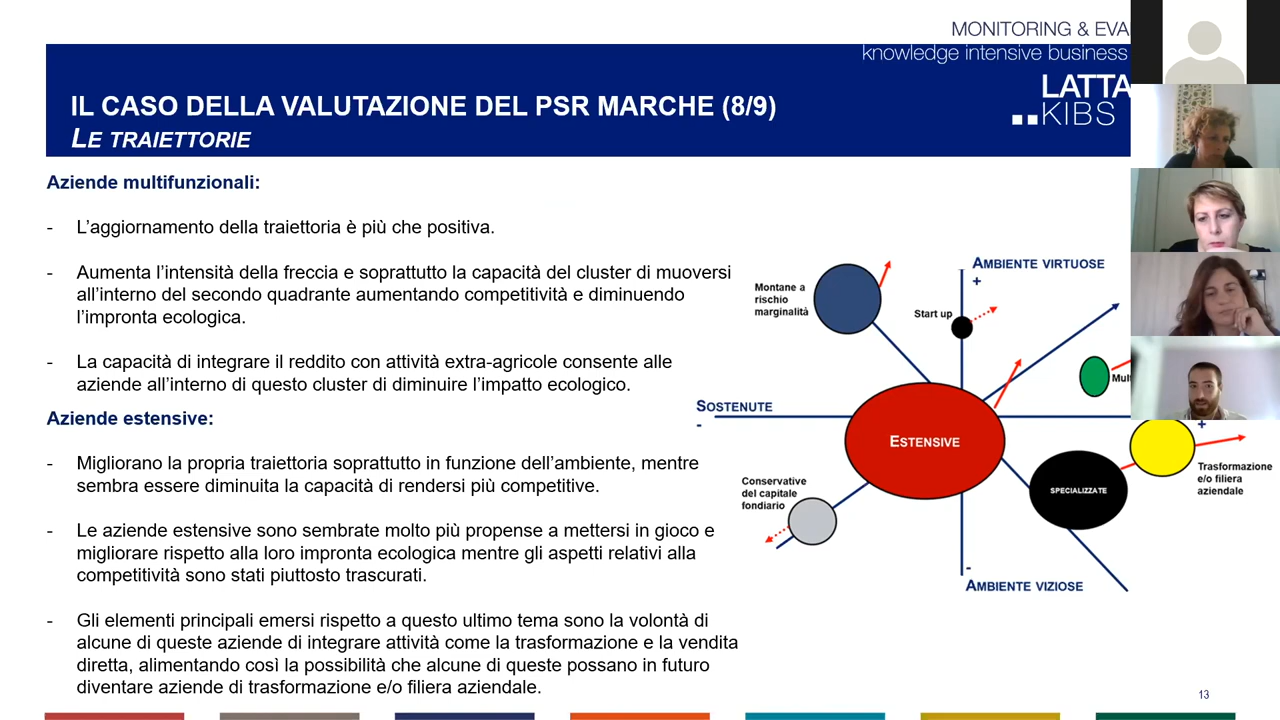 MONITORING & EVA
knowledge intensive business
LATTA
KIBS
IL CASO DELLA VALUTAZIONE DEL PSR MARCHE (8/9)
LE TRAIETTORIE
Aziende multifunzionali:
- L’aggiornamento della traiettoria è più che positiva.
- Aumenta l’intensità della freccia e soprattutto la capacità del cluster di muoversi
all’interno del secondo quadrante aumentando competitività e diminuendo
l’impronta ecologica.
- La capacità di integrare il reddito con attività extra-agricole consente alle
aziende all’interno di questo cluster di diminuire l’impatto ecologico.
Aziende estensive:
- Migliorano la propria traiettoria soprattutto in funzione dell’ambiente, mentre
sembra essere diminuita la capacità di rendersi più competitive.
- Le aziende estensive sono sembrate molto più propense a mettersi in gioco e
migliorare rispetto alla loro impronta ecologica mentre gli aspetti relativi alla
competitività sono stati piuttosto trascurati.
- Gli elementi principali emersi rispetto a questo ultimo tema sono la volontà di
alcune di queste aziende di integrare attività come la trasformazione e la vendita
diretta, alimentando così la possibilità che alcune di queste possano in futuro
diventare aziende di trasformazione e/o filiera aziendale.
AMBIENTE VIRTUOSE
+
Montane a
rischio
marginalità
Start up
Mult
SOSTENUTE
-
+
ESTENSIVE
Trasformazione
e/o filiera
aziendale
SPECIALIZZATE
Conservative
del capitale
fondiario
-
AMBIENTE VIZIOSE
13